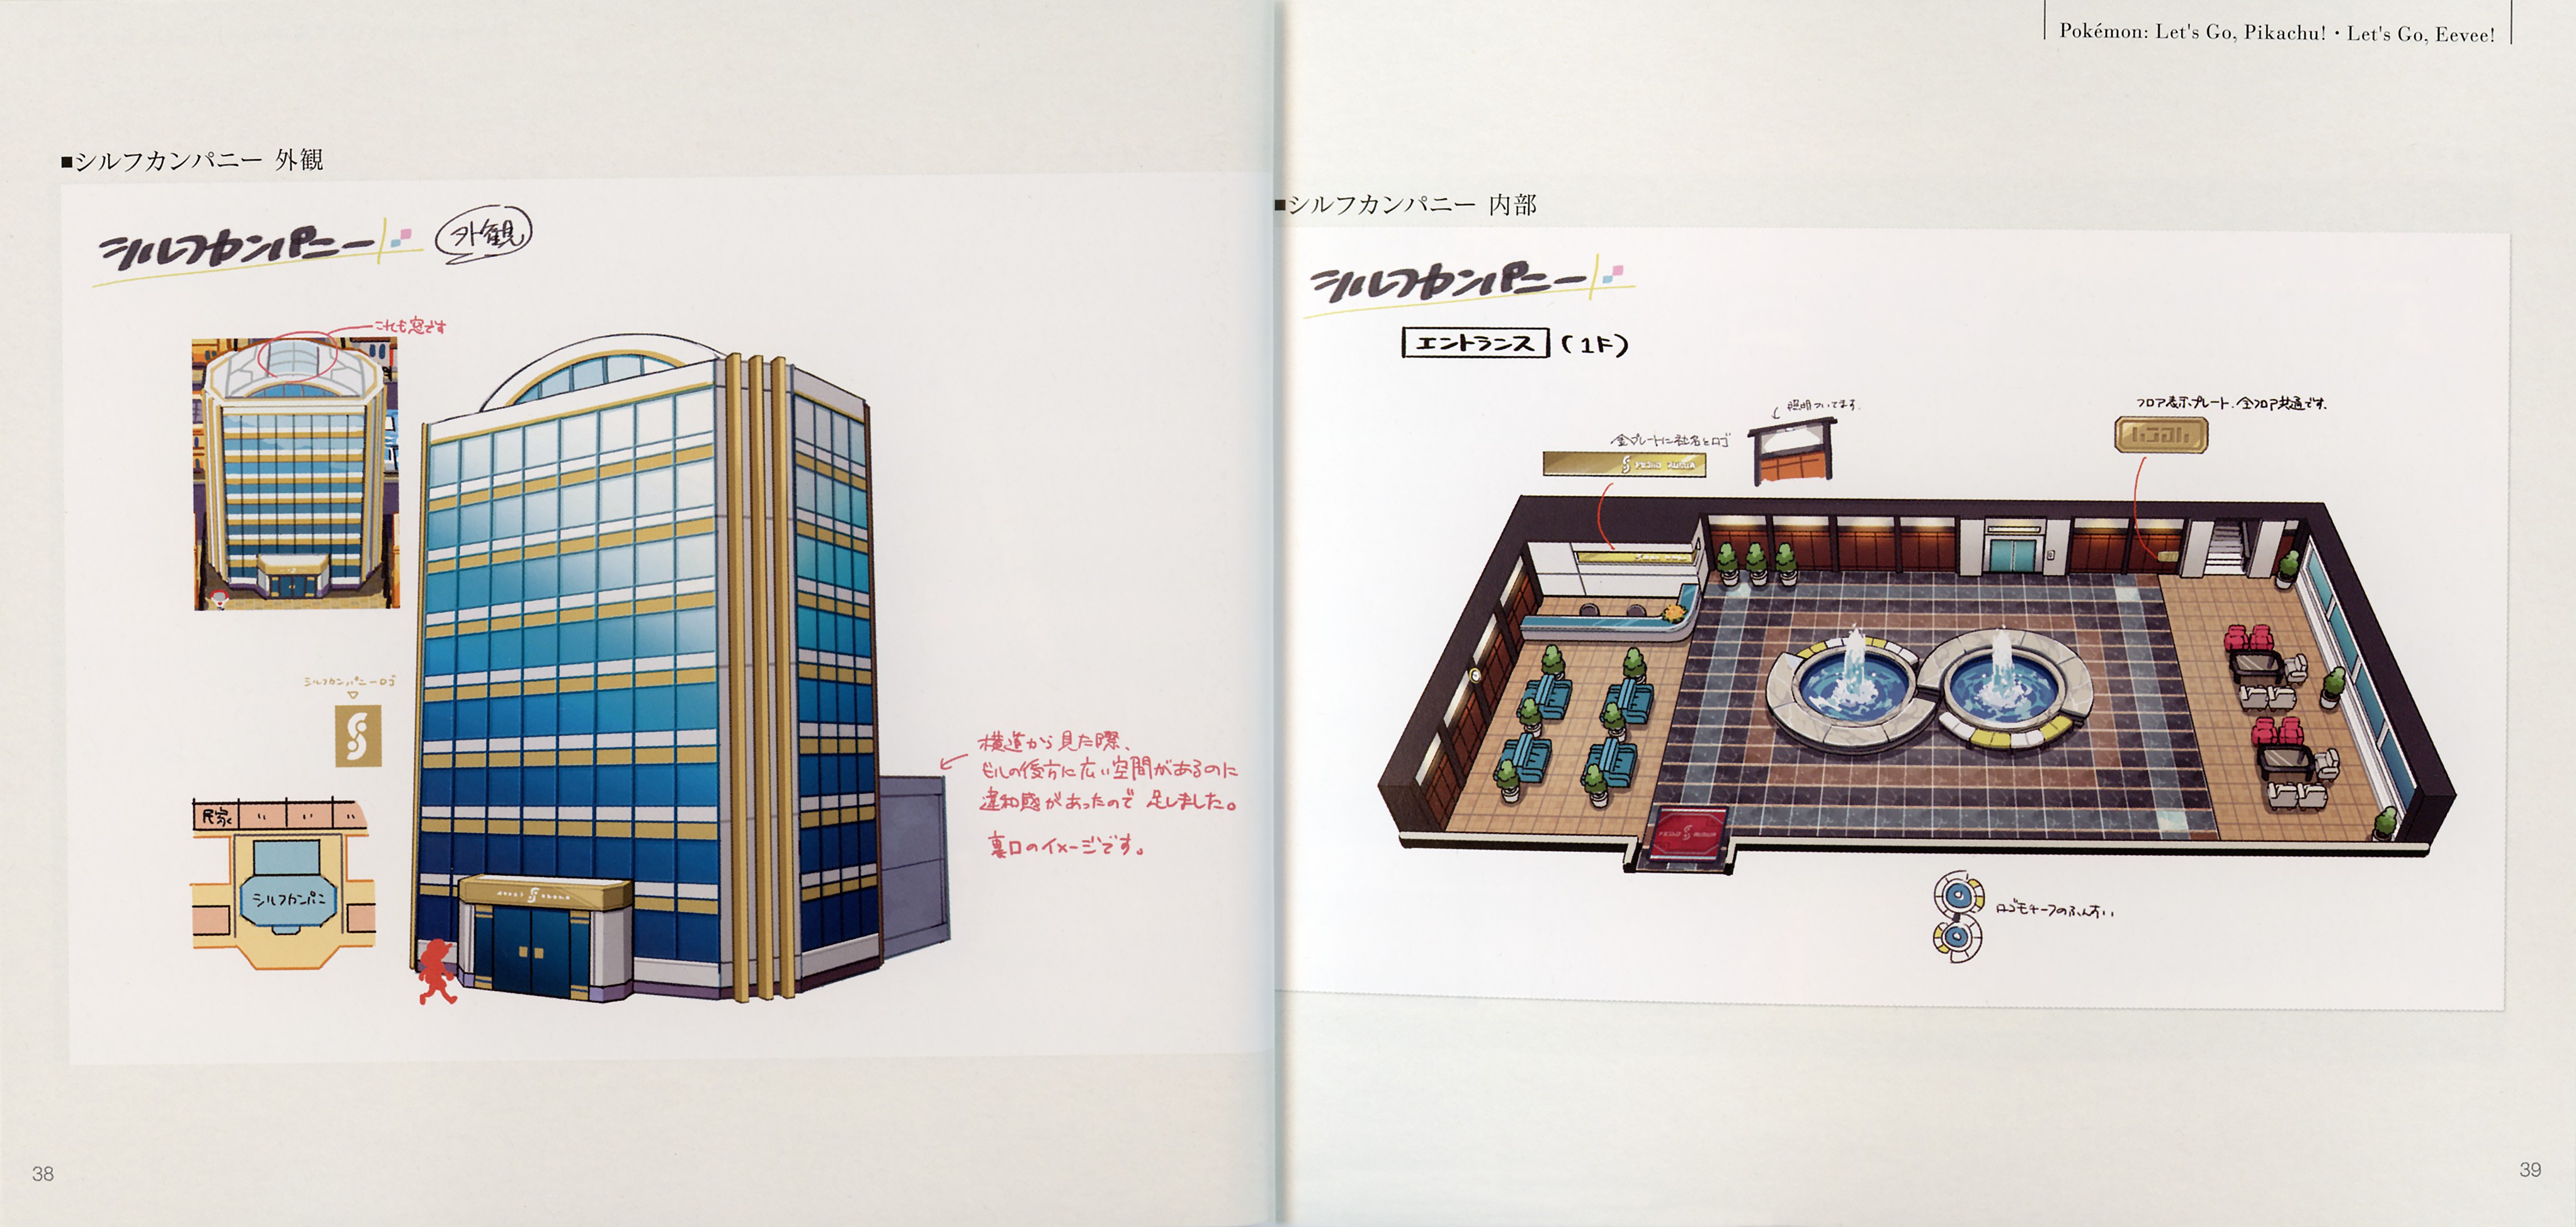 Pokémon: Let's Go, Pikachu!・Let's Go, Eevee!
■シルフカンパニー 外観
シルフカンパニー
外観
これも窓です
シルフカンパニーロゴ
民家
〃
〃
〃
シルフカンパニ
横道から見た際、
ビルの後方に広い空間があるのに
違和感があったので 足しました。
裏口のイメージです。
38
■シルフカンパニー 内部
シルフカンパニー
エントランス (1F)
照明ついてます.
金プレートに社名とロゴ
フロア表示プレート. 全フロア共通です.
ロゴモチーフのふんすい
39